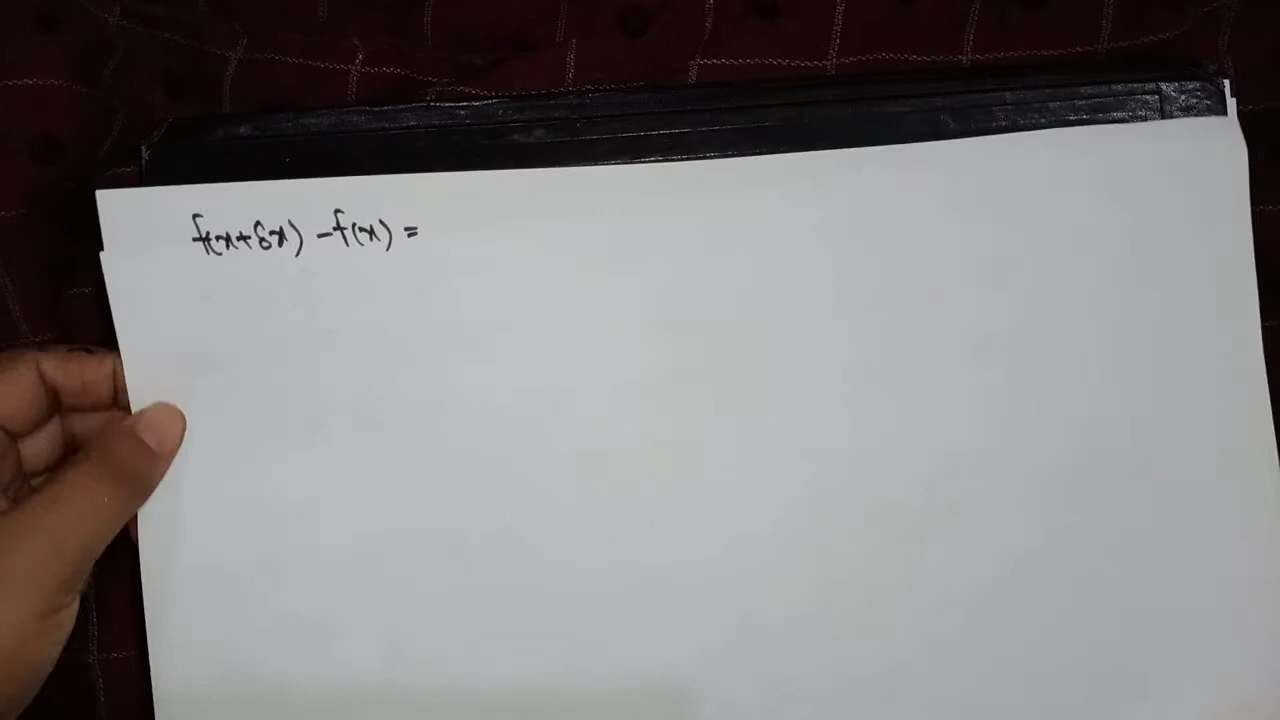 f(x+δx) -f(x) =